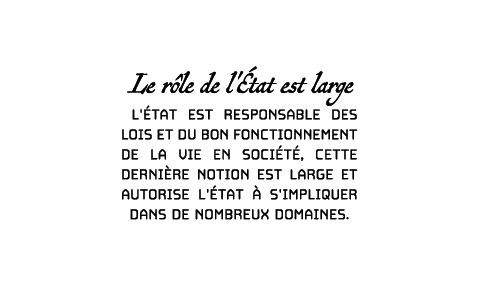 Le rôle de l'État est large
L'ÉTAT EST RESPONSABLE DES
LOIS ET DU BON FONCTIONNEMENT
DE LA VIE EN SOCIÉTÉ, CETTE
DERNIÈRE NOTION EST LARGE ET
AUTORISE L'ÉTAT À S'IMPLIQUER
DANS DE NOMBREUX DOMAINES.